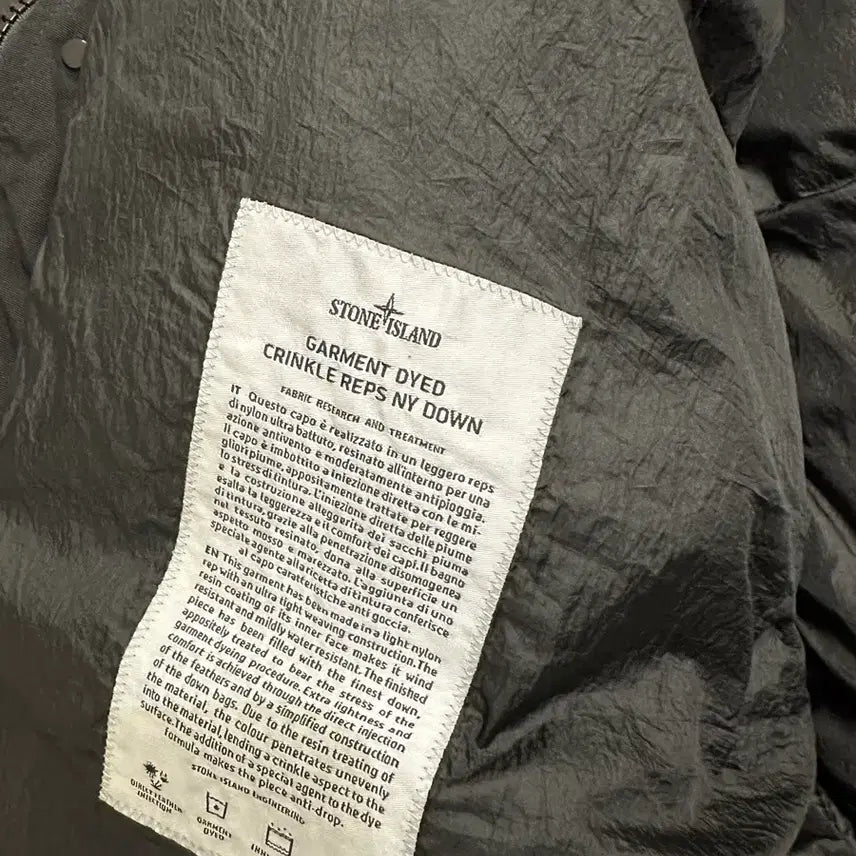 STONE ISLAND
GARMENT DYED
CRINKLE REPS NY DOWN
FABRIC RESEARCH AND TREATMENT
IT Questo capo è realizzato in un leggero reps
di nylon ultra battuto, resinato all'interno per una
azione antivento e moderatamente antipioggia.
Il capo è imbottito a iniezione diretta con le mi-
gliori piume, appositamente trattate per reggere
lo stress di tintura. L'iniezione diretta delle piume
e la costruzione alleggerita dei sacchi piuma
esalta la leggerezza e il comfort dei capi. Il bagno
di tintura, grazie alla penetrazione disomogenea
nel tessuto resinato, dona alla superficie un
aspetto mosso e marezzato. L'aggiunta di uno
speciale agente alla ricetta di tintura conferisce
al capo caratteristiche anti goccia.
EN This garment has been made in a light nylon
rep with an ultra tight weaving construction. The
resin coating of its inner face makes it wind
resistant and mildly water resistant. The finished
piece has been filled with the finest down,
appositely treated to bear the stress of the
garment dyeing procedure. Extra lightness and
comfort is achieved through the direct injection
of the feathers and by a simplified construction
of the down bags. Due to the resin treating of
the material, the colour penetrates unevenly
into the material, lending a crinkle aspect to the
surface. The addition of a special agent to the dye
formula makes the piece anti-drop.
STONE ISLAND ENGINEERING
DIRECT FEATHER
INJECTION
GARMENT
DYED